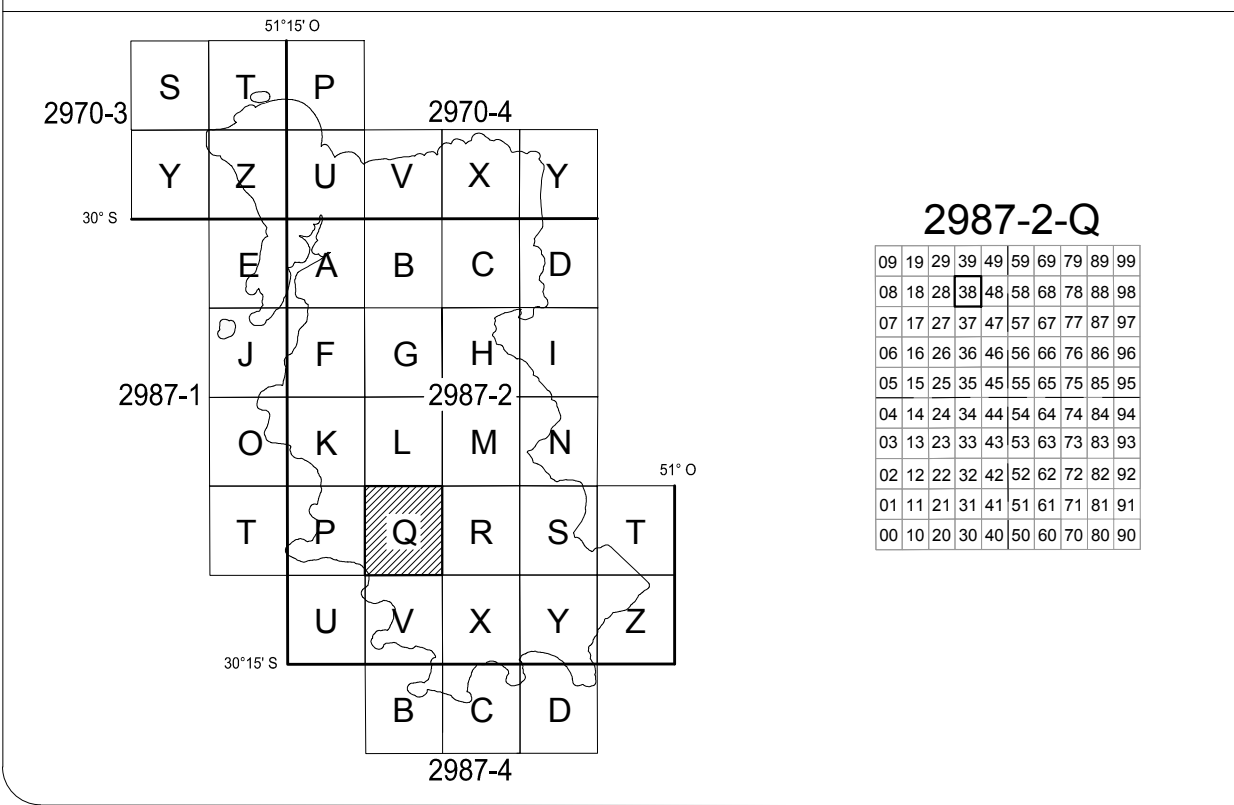 51°15' O
S T P
2970-3 2970-4
Y Z U V X Y
30° S
E A B C D
J F G H I
2987-1 2987-2
O K L M N
51° O
T P Q R S T
U V X Y Z
30°15' S
B C D
2987-4
2987-2-Q
09 19 29 39 49 59 69 79 89 99
08 18 28 38 48 58 68 78 88 98
07 17 27 37 47 57 67 77 87 97
06 16 26 36 46 56 66 76 86 96
05 15 25 35 45 55 65 75 85 95
04 14 24 34 44 54 64 74 84 94
03 13 23 33 43 53 63 73 83 93
02 12 22 32 42 52 62 72 82 92
01 11 21 31 41 51 61 71 81 91
00 10 20 30 40 50 60 70 80 90